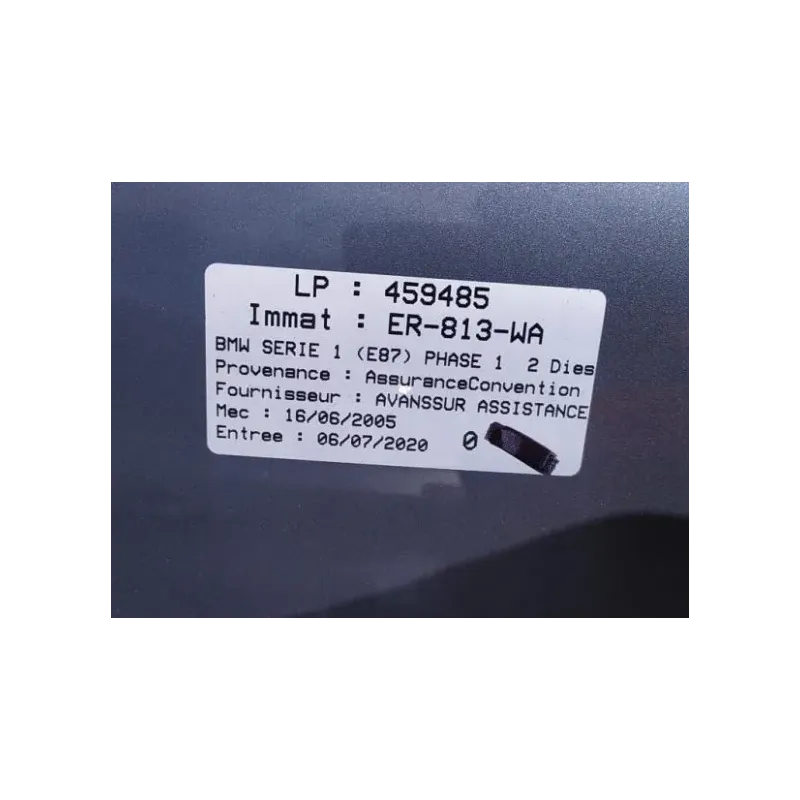 LP : 459485
Immat : ER-813-WA
BMW SERIE 1 (E87) PHASE 1 2 Dies
Provenance : AssuranceConvention
Fournisseur : AVANSSUR ASSISTANCE
Mec : 16/06/2005
Entree : 06/07/2020 0